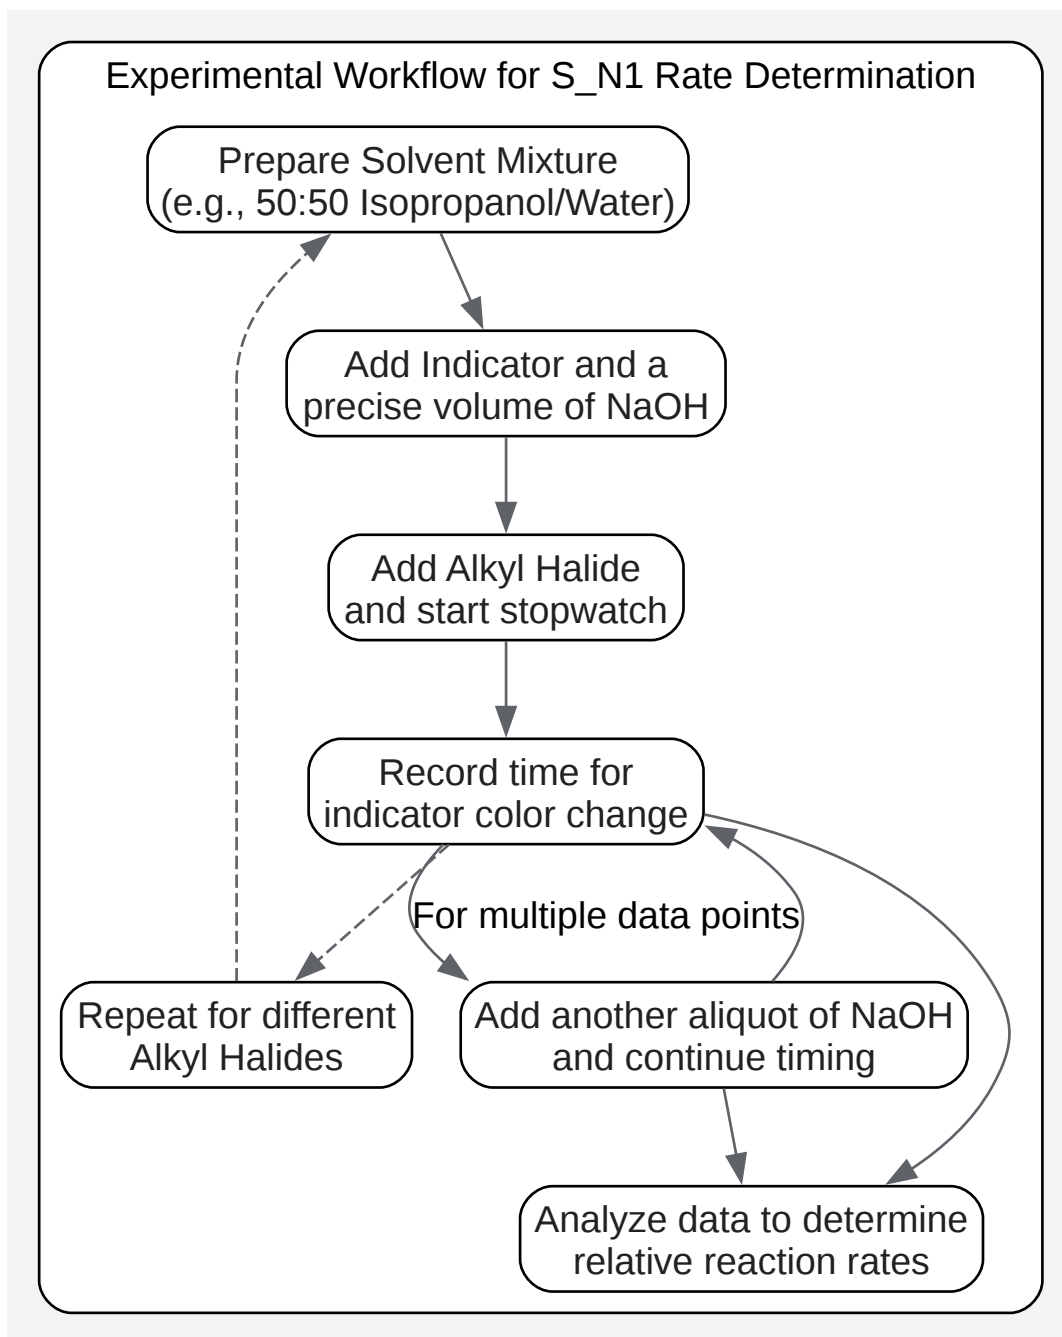 Experimental Workflow for S_N1 Rate Determination
Prepare Solvent Mixture
(e.g., 50:50 Isopropanol/Water)
Add Indicator and a
precise volume of NaOH
Add Alkyl Halide
and start stopwatch
Record time for
indicator color change
For multiple data points
Repeat for different
Alkyl Halides
Add another aliquot of NaOH
and continue timing
Analyze data to determine
relative reaction rates